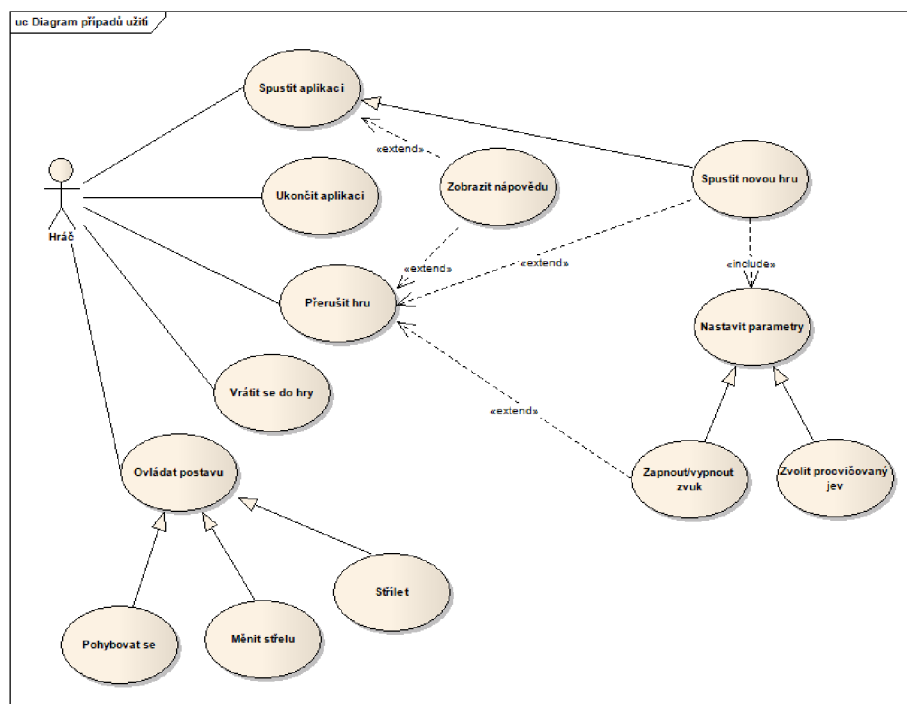 uc Diagram případů užití
Spustit aplikaci
«extend»
Zobrazit nápovědu
Spustit novou hru
Ukončit aplikaci
Hráč
«extend»
«extend»
«include»
Přerušit hru
Nastavit parametry
Vrátit se do hry
«extend»
Ovládat postavu
Zapnout/vypnout
zvuk
Zvolit procvičovaný
jev
Střílet
Pohybovat se
Měnit střelu